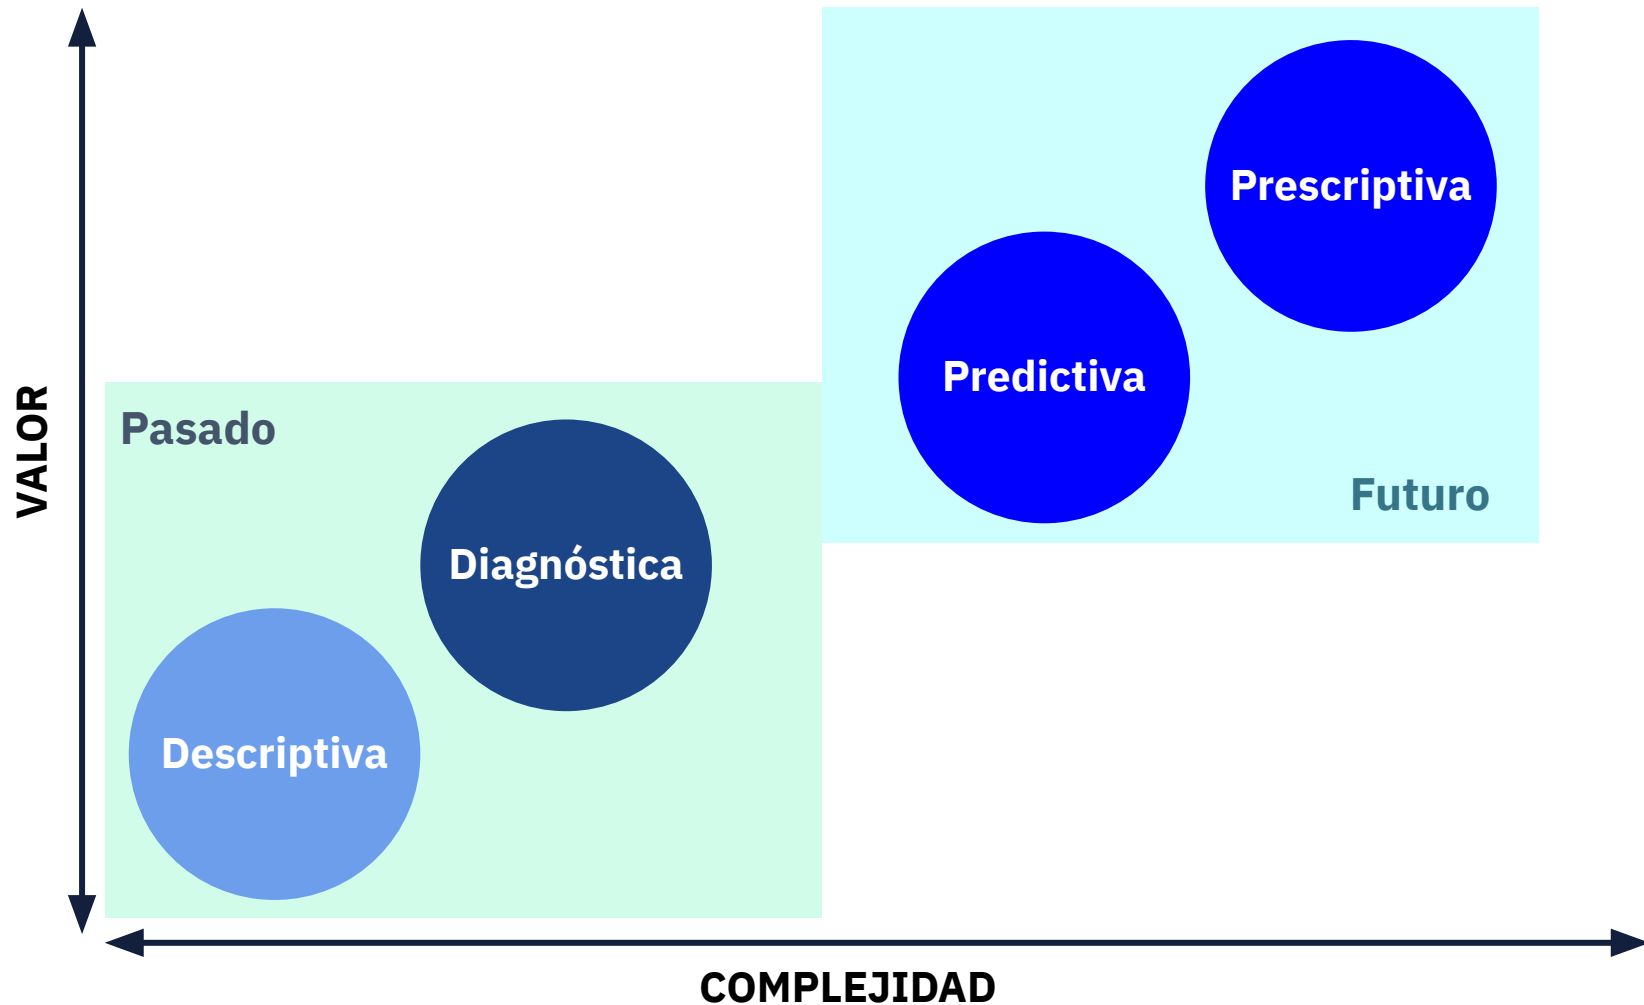 Prescriptiva
Predictiva
VALOR
Pasado
Futuro
Diagnóstica
Descriptiva
COMPLEJIDAD